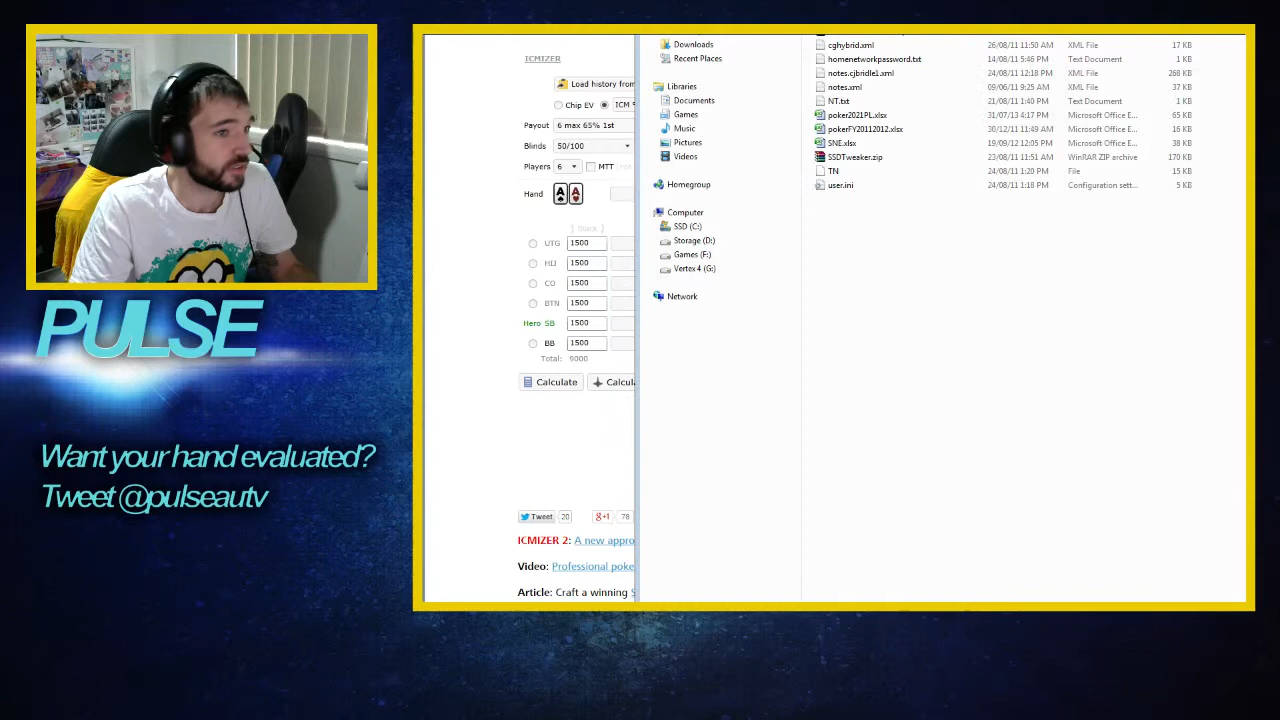 PULSE
Want your hand evaluated?
Tweet @pulseautv
ICMIZER
Load history from
Chip EV
Payout 6 max 65% 1st
Blinds 50/100
Players 6 MTT
Hand A A
UTG 1500
HJ 1500
CO 1500
BTN 1500
Hero SB 1500
BB 1500
Total: 9000
Calculate
Tweet 20 g+1 78
ICMIZER 2: A new appro
Video: Professional poke
Article: Craft a winning S
Downloads
Recent Places
Libraries
Documents
Games
Music
Pictures
Videos
Homegroup
Computer
SSD (C:)
Storage (D:)
Games (F:)
Vertex 4 (G:)
Network
cghybrid.xml 26/08/11 11:50 AM XML File 17 KB
homenetworkpassword.txt 14/08/11 5:46 PM Text Document 1 KB
notes.cjbridle1.xml 24/08/11 12:18 PM XML File 268 KB
notes.xml 09/06/11 9:25 AM XML File 37 KB
NT.txt 21/08/11 1:40 PM Text Document 1 KB
poker2021PL.xlsx 31/07/13 4:17 PM Microsoft Office E... 65 KB
pokerFY20112012.xlsx 30/12/11 11:49 AM Microsoft Office E... 16 KB
SNE.xlsx 19/09/12 12:05 PM Microsoft Office E... 38 KB
SSDTweaker.zip 23/08/11 11:51 AM WinRAR ZIP archive 170 KB
TN 24/08/11 1:20 PM File 15 KB
user.ini 24/08/11 1:18 PM Configuration sett... 5 KB